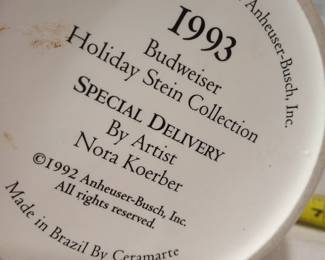 Anheuser-Busch, Inc.
1993
Budweiser
Holiday Stein Collection
SPECIAL DELIVERY
By Artist
Nora Koerber
©1992 Anheuser-Busch, Inc.
All rights reserved.
Made in Brazil By Ceramarte
7